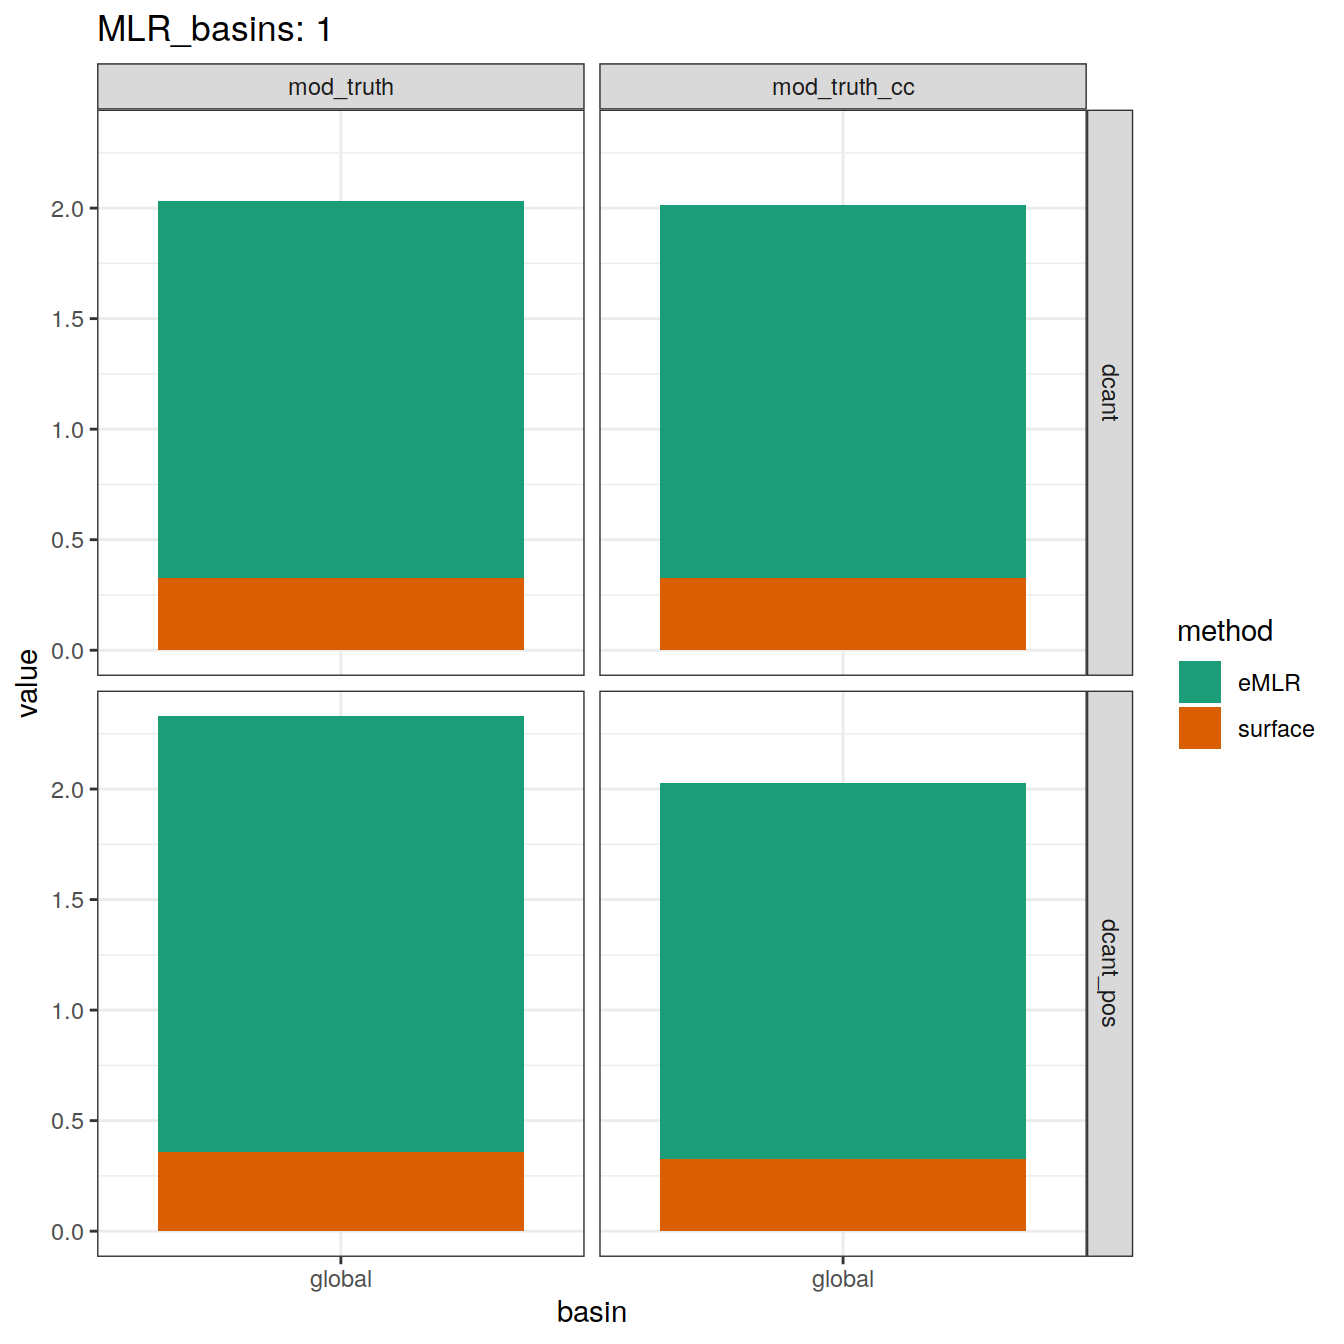 MLR_basins: 1
mod_truth
mod_truth_cc
2.0
1.5
1.0
0.5
0.0
dcant
2.0
1.5
1.0
0.5
0.0
dcant_pos
value
global
global
basin
method
eMLR
surface